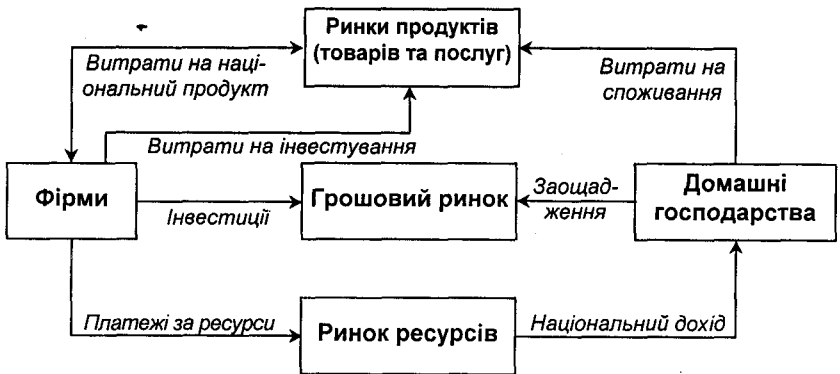 Ринки продуктів
(товарів та послуг)
Витрати на наці-
ональний продукт
Витрати на
споживання
Витрати на інвестування
Фірми
Інвестиції
Грошовий ринок
Заощад-
ження
Домашні
господарства
Платежі за ресурси
Ринок ресурсів
Національний дохід